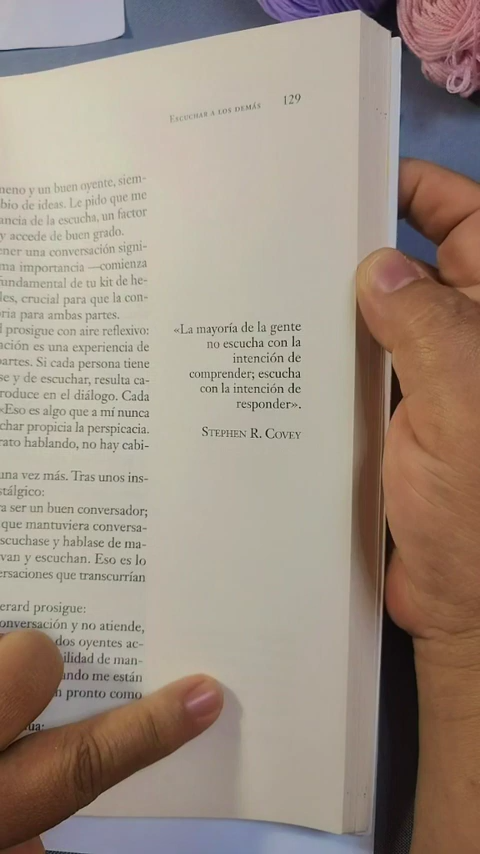 ESCUCHAR A LOS DEMÁS 129
meno y un buen oyente, siem-
bio de ideas. Le pido que me
ancia de la escucha, un factor
y accede de buen grado.
ener una conversación signi-
ma importancia —comienza
fundamental de tu kit de he-
les, crucial para que la con-
oria para ambas partes.
l prosigue con aire reflexivo:
ación es una experiencia de
partes. Si cada persona tiene
se y de escuchar, resulta ca-
roduce en el diálogo. Cada
«Eso es algo que a mí nunca
char propicia la perspicacia.
rato hablando, no hay cabi-
una vez más. Tras unos ins-
stálgico:
a ser un buen conversador;
que mantuviera conversa-
scuchase y hablase de ma-
van y escuchan. Eso es lo
ersaciones que transcurrían
erard prosigue:
onversación y no atiende,
dos oyentes ac-
ilidad de man-
ando me están
n pronto como
ua:
«La mayoría de la gente
no escucha con la
intención de
comprender; escucha
con la intención de
responder».
STEPHEN R. COVEY